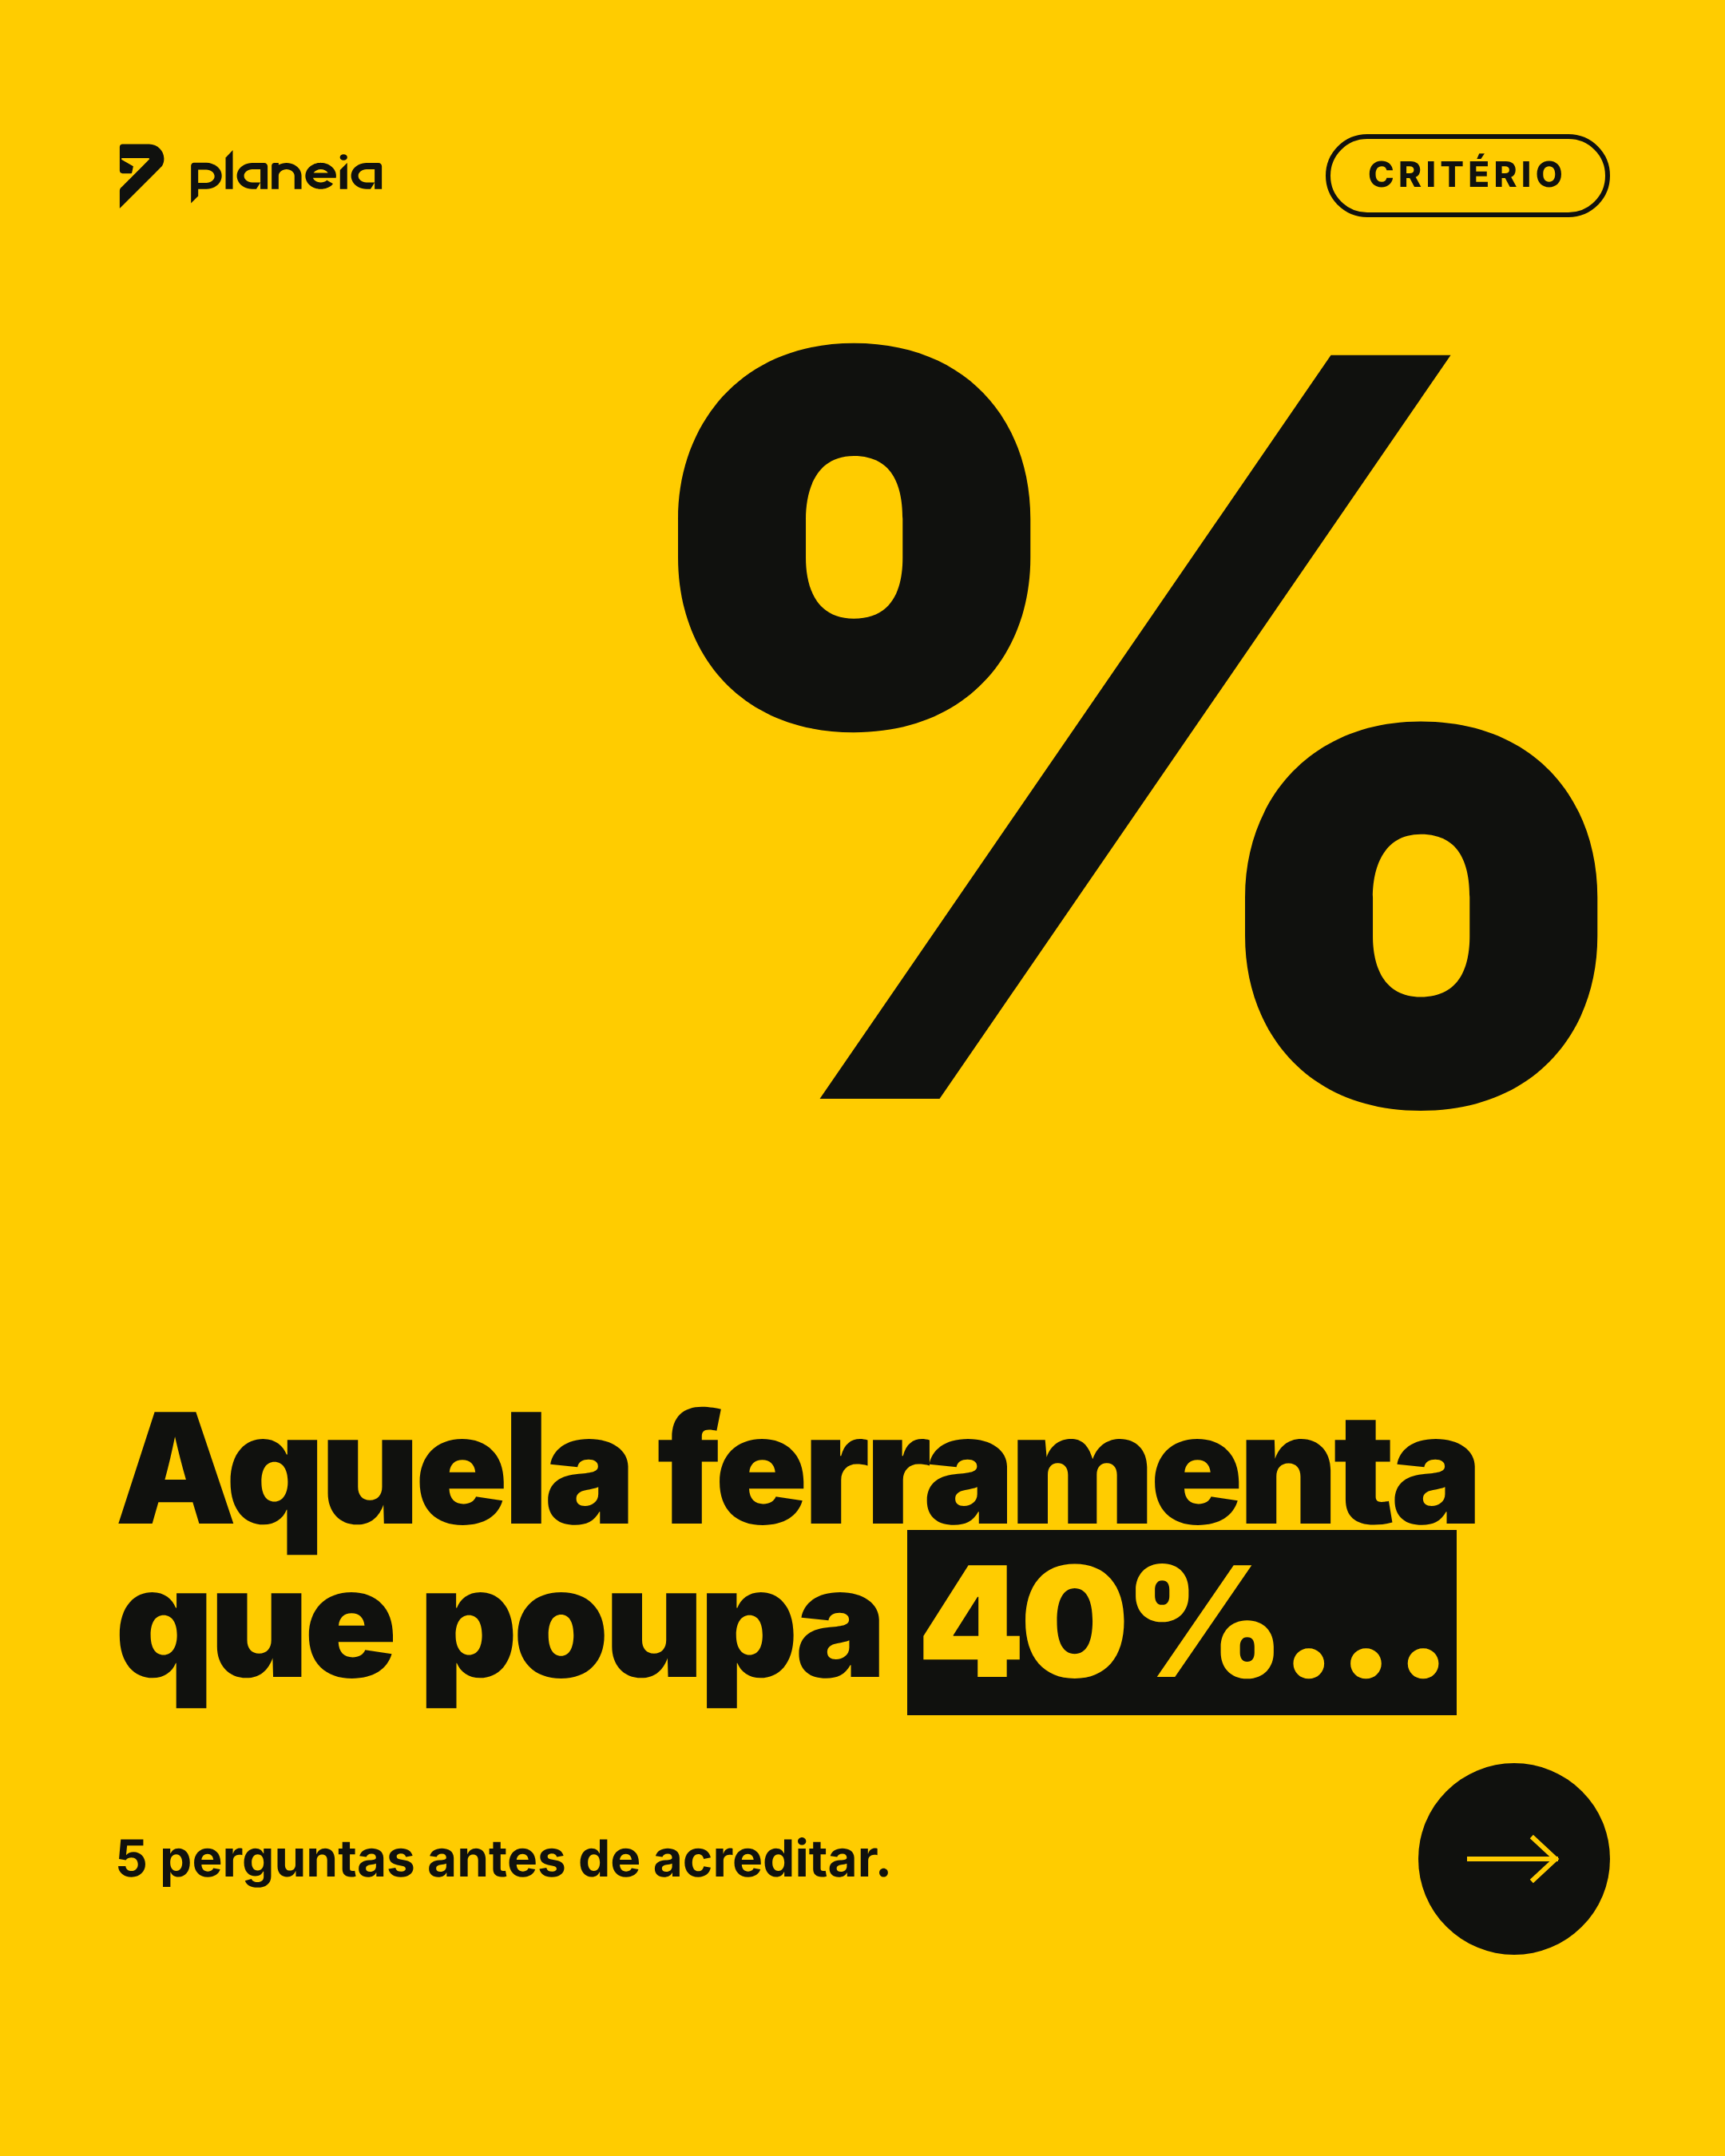 planeia
CRITÉRIO
%
Aquela ferramenta
que poupa 40%...
5 perguntas antes de acreditar.